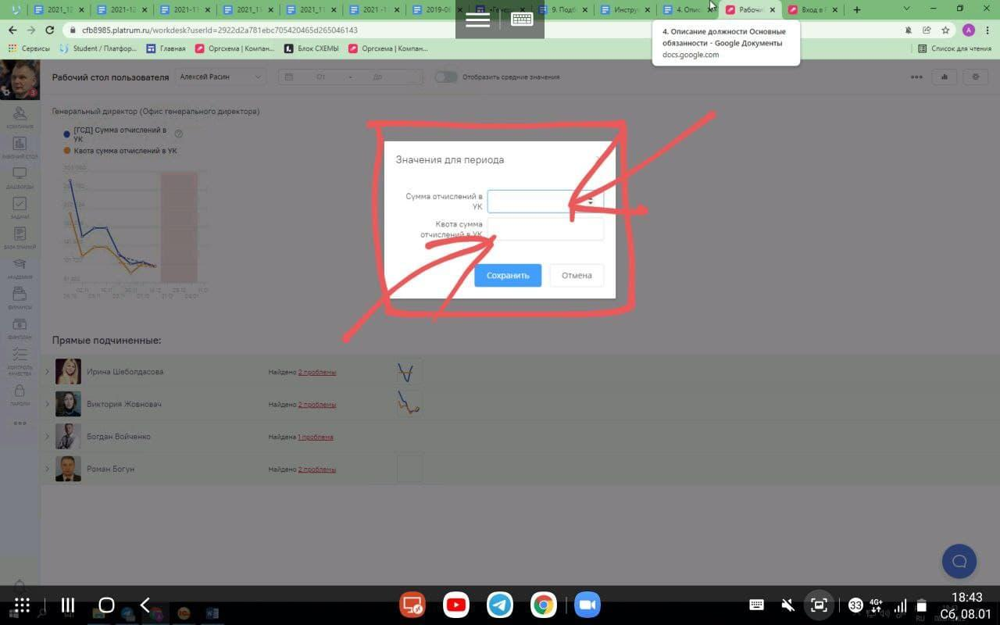 2021_12
2021-12
2021-11
2021_11
2021_11
2021 -1
2019-08
9. Подб
Инструк
4. Опис
Рабочи
Вход в Р
cfb8985.platrum.ru/workdesk?userId=2922d2a781ebc705420465d265046143
4. Описание должности Основные
обязанности - Google Документы
docs.google.com
Сервисы
Student / Платфор...
Главная
Оргсхема | Компан...
Блок СХЕМЫ
Оргсхема | Компан...
Список для чтения
Рабочий стол пользователя
Алексей Расин
От - До
Отобразить средние значения
КОМПАНИЯ
РАБОЧИЙ СТОЛ
ДАШБОРДЫ
ЗАДАЧИ
БАЗА ЗНАНИЙ
АКАДЕМИЯ
ФИНАНСЫ
ФИНПЛАН
КОНТРОЛЬ
КАЧЕСТВА
ПАРОЛИ
Генеральный директор (Офис генерального директора)
[ГСД] Сумма отчислений в
УК
Квота сумма отчислений в УК
Значения для периода
Сумма отчислений в
УК
Квота сумма
отчислений в УК
Сохранить
Отмена
Прямые подчиненные:
Ирина Шеболдасова
Найдено 2 проблемы
Виктория Жовновач
Найдено 2 проблемы
Богдан Войченко
Найдена 1 проблема
Роман Богун
Найдено 2 проблемы
33
4G+
18:43
Сб, 08.01
RU